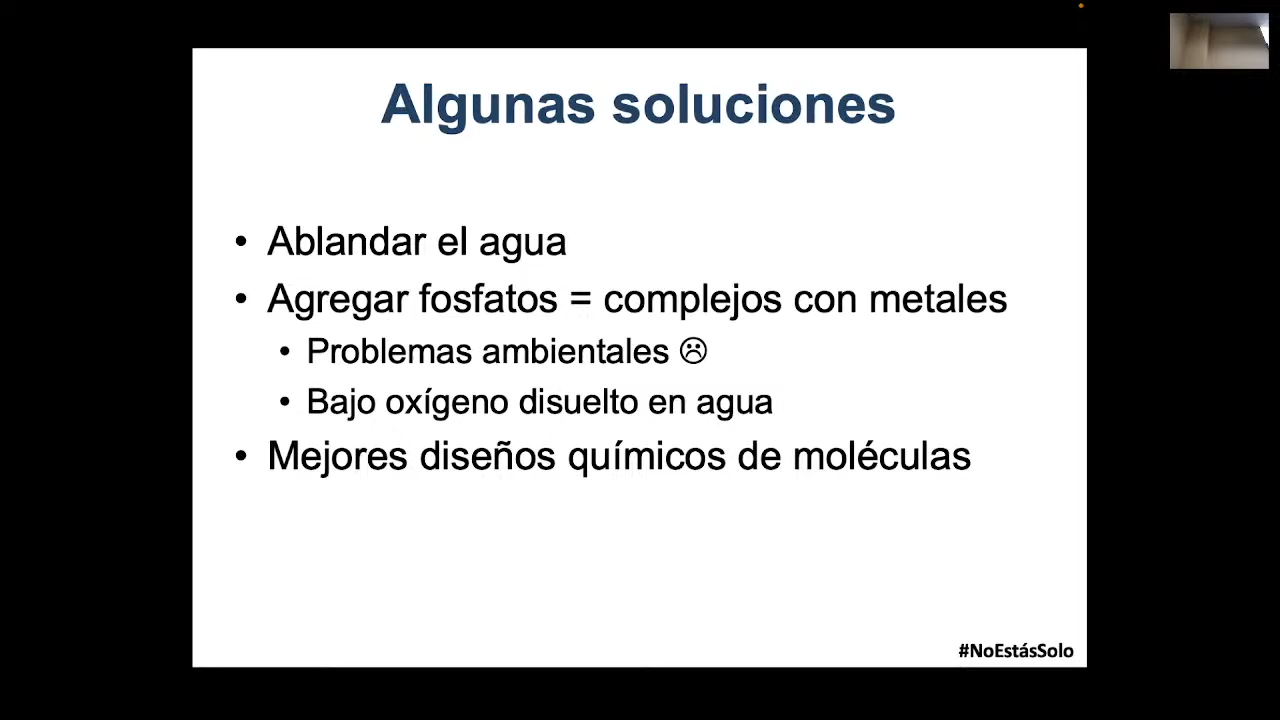 Algunas soluciones
• Ablandar el agua
• Agregar fosfatos = complejos con metales
• Problemas ambientales ☹
• Bajo oxígeno disuelto en agua
• Mejores diseños químicos de moléculas
#NoEstásSolo